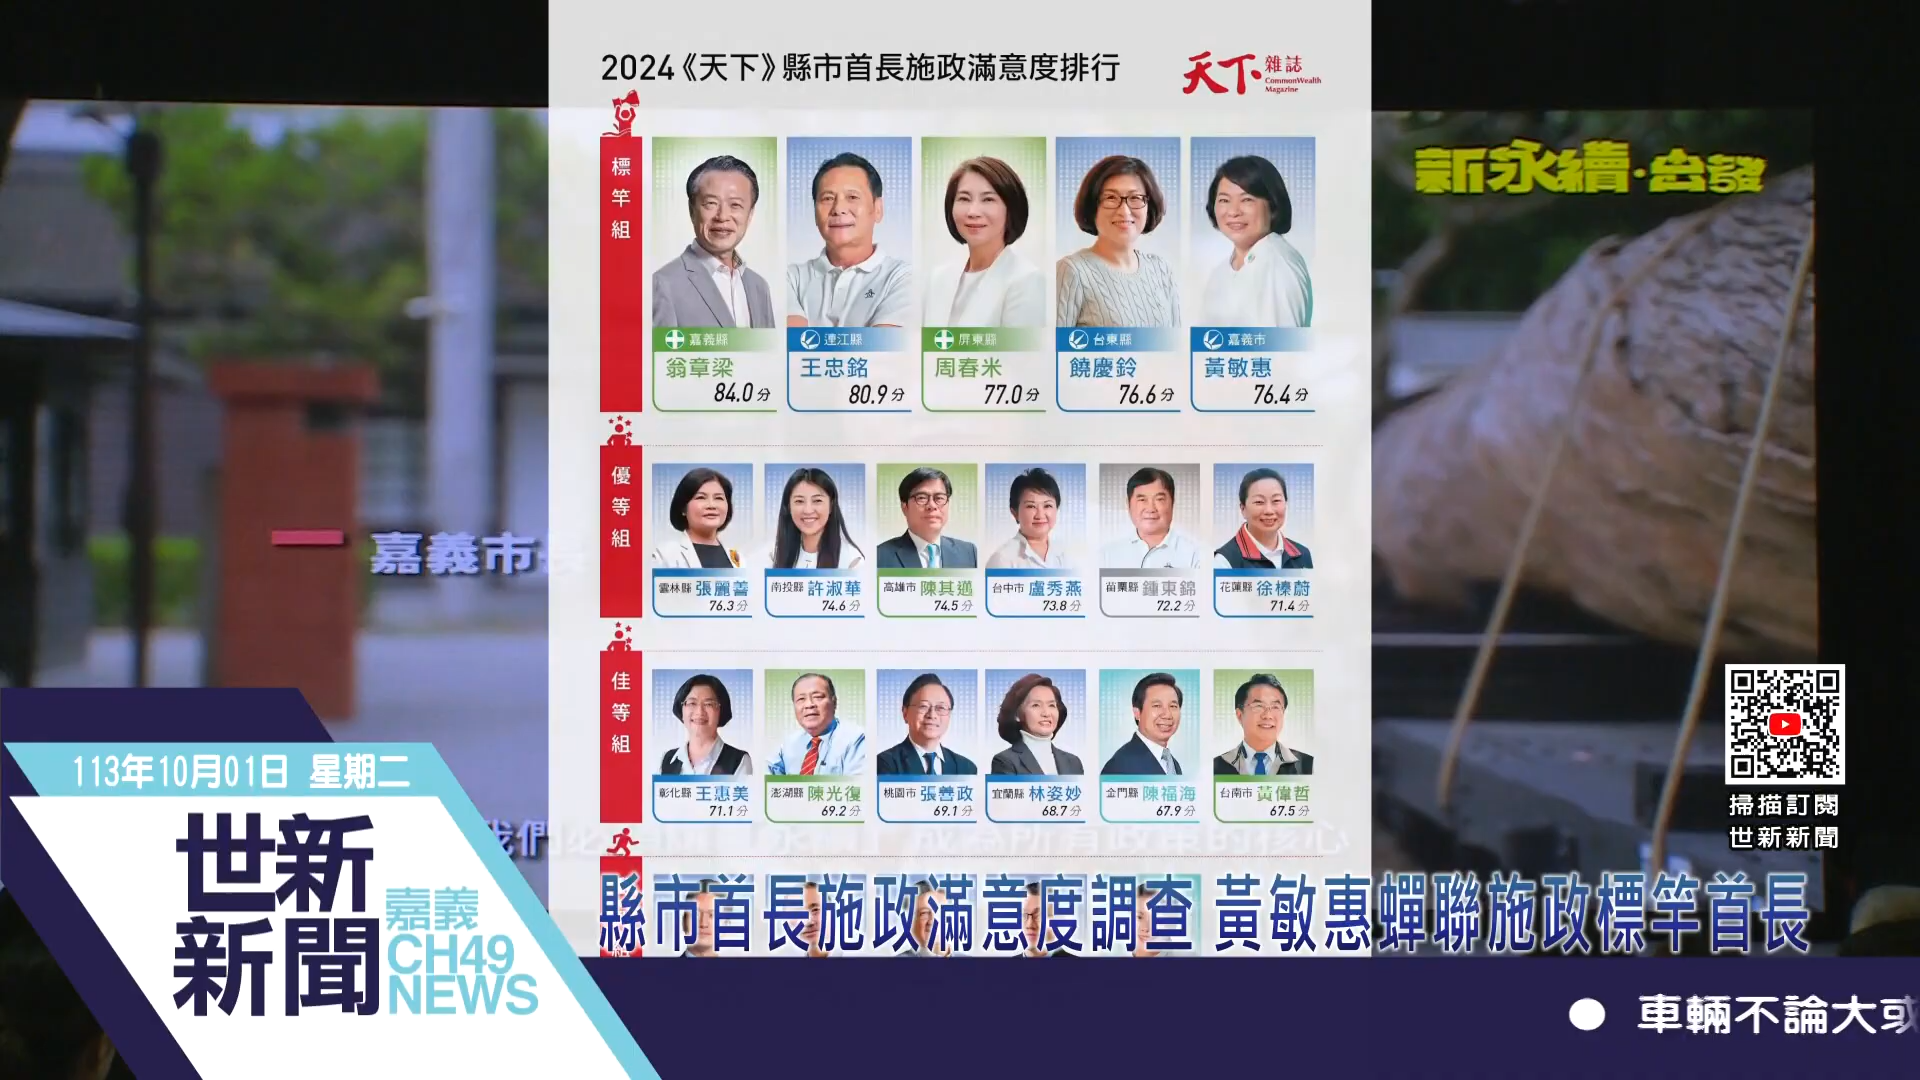 2024《天下》縣市首長施政滿意度排行
天下雜誌
CommonWealth
Magazine
標竿組
嘉義縣
翁章梁
84.0分
連江縣
王忠銘
80.9分
屏東縣
周春米
77.0分
台東縣
饒慶鈴
76.6分
嘉義市
黃敏惠
76.4分
優等組
雲林縣 張麗善
76.3分
南投縣 許淑華
74.6分
高雄市 陳其邁
74.5分
台中市 盧秀燕
73.8分
苗栗縣 鍾東錦
72.2分
花蓮縣 徐榛蔚
71.4分
佳等組
彰化縣 王惠美
71.1分
澎湖縣 陳光復
69.2分
桃園市 張善政
69.1分
宜蘭縣 林姿妙
68.7分
金門縣 陳福海
67.9分
台南市 黃偉哲
67.5分
新永續·台
嘉義市長
成為所有政策的核心
掃描訂閱
世新新聞
113年10月01日 星期二
世新
新聞
嘉義
CH49
NEWS
縣市首長施政滿意度調查 黃敏惠蟬聯施政標竿首長
車輛不論大或